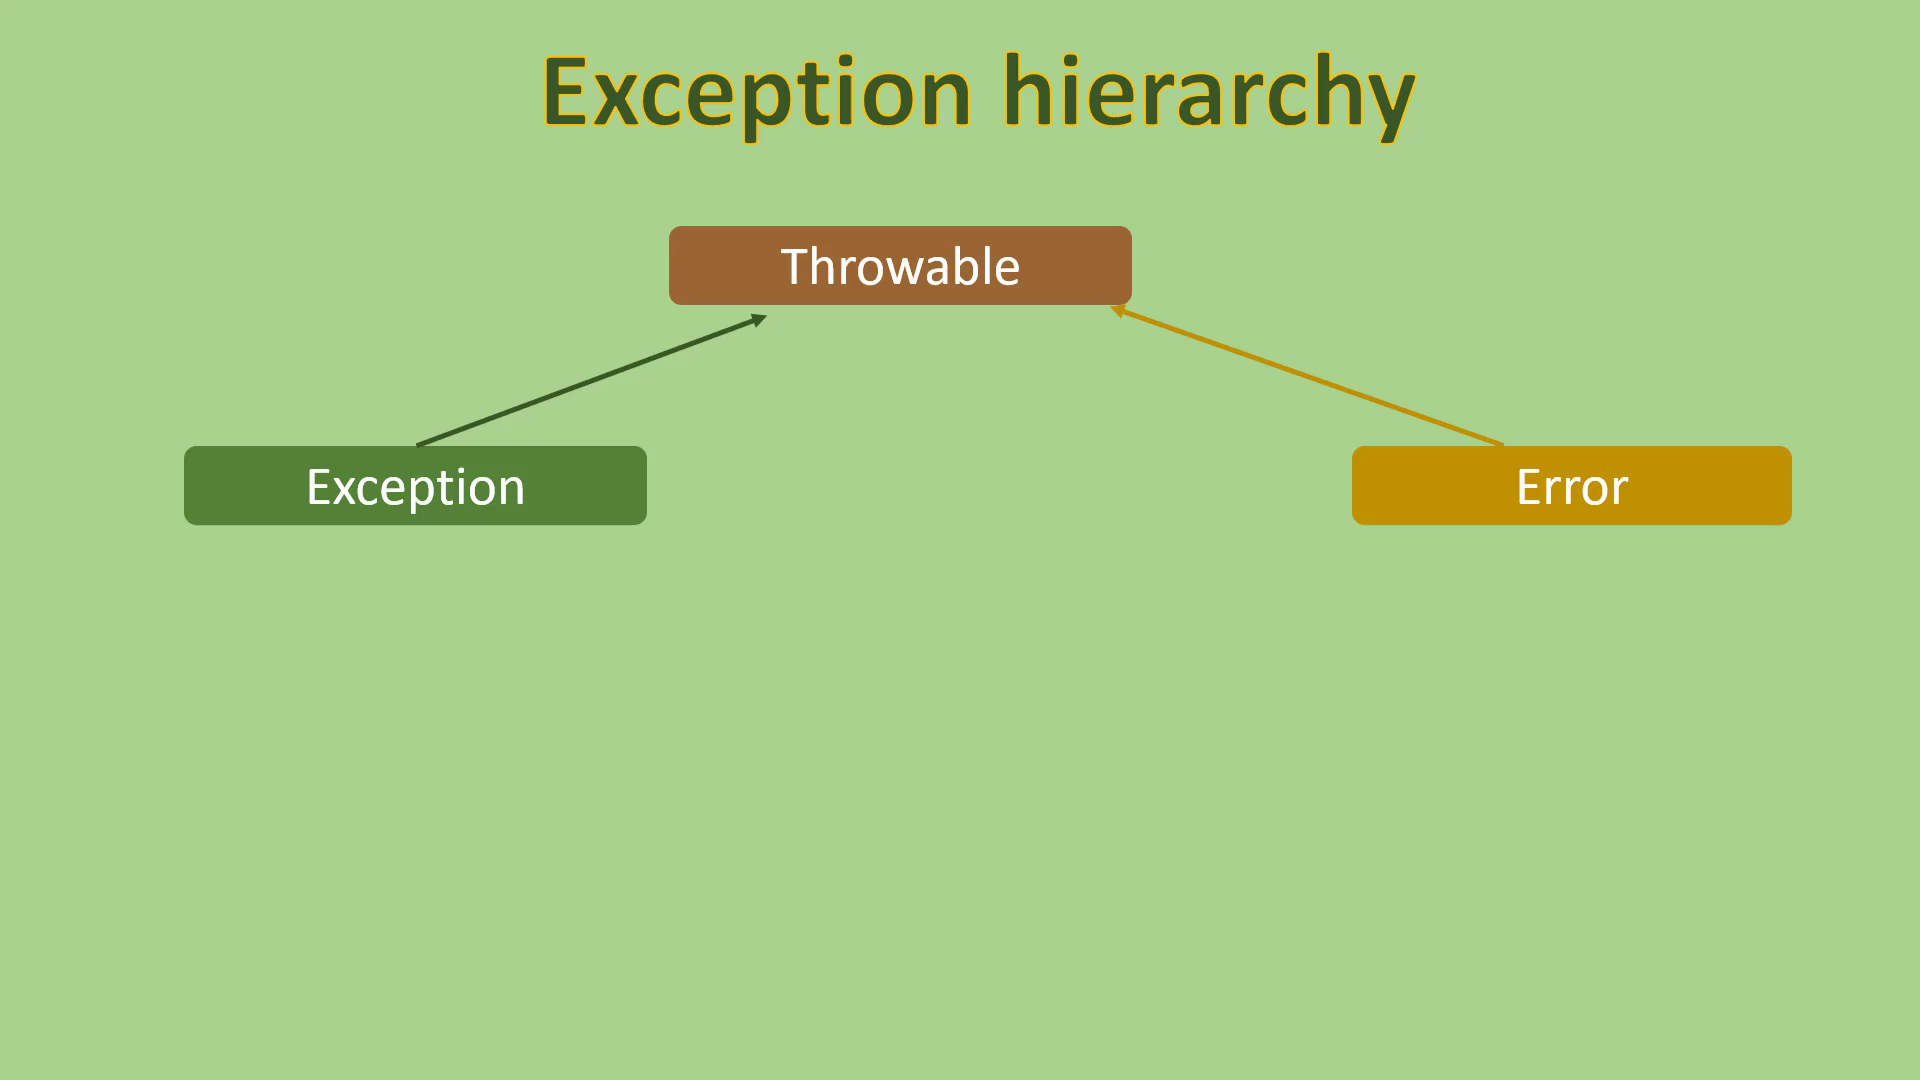 Exception hierarchy
Throwable
Exception
Error